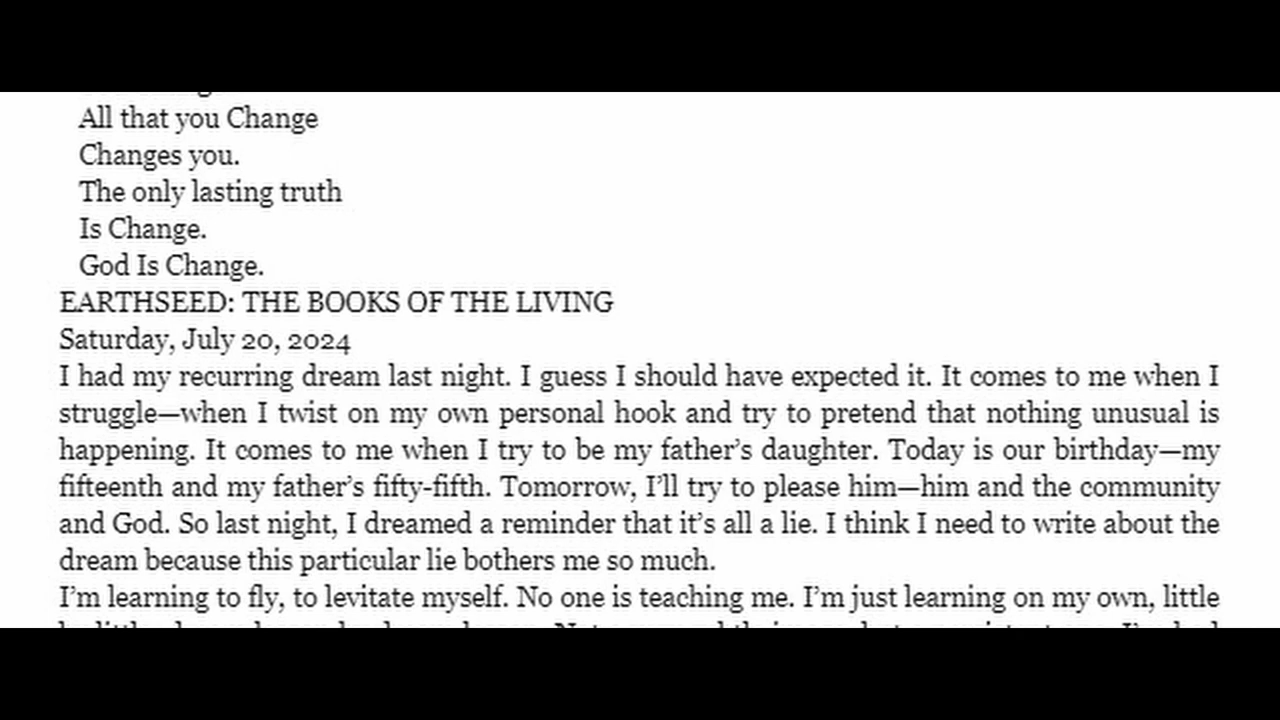 All that you Change
Changes you.
The only lasting truth
Is Change.
God Is Change.
EARTHSEED: THE BOOKS OF THE LIVING
Saturday, July 20, 2024
I had my recurring dream last night. I guess I should have expected it. It comes to me when I
struggle—when I twist on my own personal hook and try to pretend that nothing unusual is
happening. It comes to me when I try to be my father’s daughter. Today is our birthday—my
fifteenth and my father’s fifty-fifth. Tomorrow, I’ll try to please him—him and the community
and God. So last night, I dreamed a reminder that it’s all a lie. I think I need to write about the
dream because this particular lie bothers me so much.
I’m learning to fly, to levitate myself. No one is teaching me. I’m just learning on my own, little